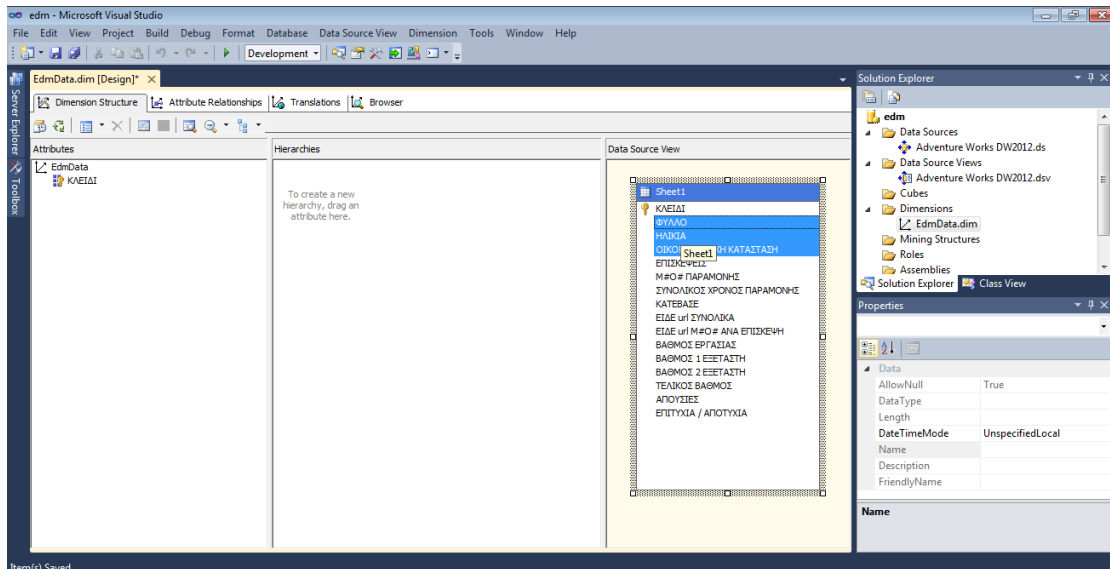 edm - Microsoft Visual Studio
File Edit View Project Build Debug Format Database Data Source View Dimension Tools Window Help
Development
Server Explorer
Toolbox
EdmData.dim [Design]*
Dimension Structure Attribute Relationships Translations Browser
Attributes
EdmData
ΚΛΕΙΔΙ
Hierarchies
To create a new
hierarchy, drag an
attribute here.
Data Source View
Sheet1
ΚΛΕΙΔΙ
ΦΥΛΛΟ
ΗΛΙΚΙΑ
ΚΗ ΚΑΤΑΣΤΑΣΗ
Sheet1
ΕΠΙΣΚΕΨΕΙΣ
Μ#Ο# ΠΑΡΑΜΟΝΗΣ
ΣΥΝΟΛΙΚΟΣ ΧΡΟΝΟΣ ΠΑΡΑΜΟΝΗΣ
ΚΑΤΕΒΑΣΕ
ΕΙΔΕ url ΣΥΝΟΛΙΚΑ
ΕΙΔΕ url Μ#Ο# ΑΝΑ ΕΠΙΣΚΕΨΗ
ΒΑΘΜΟΣ ΕΡΓΑΣΙΑΣ
ΒΑΘΜΟΣ 1 ΕΞΕΤΑΣΤΗ
ΒΑΘΜΟΣ 2 ΕΞΕΤΑΣΤΗ
ΤΕΛΙΚΟΣ ΒΑΘΜΟΣ
ΑΠΟΥΣΙΕΣ
ΕΠΙΤΥΧΙΑ / ΑΠΟΤΥΧΙΑ
Solution Explorer
edm
Data Sources
Adventure Works DW2012.ds
Data Source Views
Adventure Works DW2012.dsv
Cubes
Dimensions
EdmData.dim
Mining Structures
Roles
Assemblies
Solution Explorer Class View
Properties
Data
AllowNull True
DataType
Length
DateTimeMode UnspecifiedLocal
Name
Description
FriendlyName
Name
Item(s) Saved